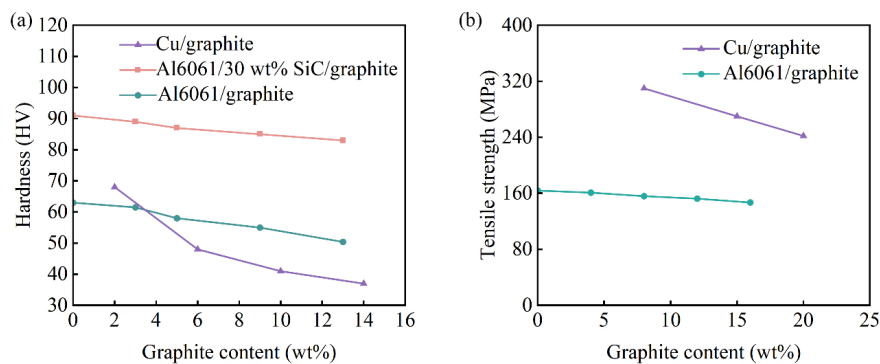 (a)
Hardness (HV)
120
110
100
90
80
70
60
50
40
30
Cu/graphite
Al6061/30 wt% SiC/graphite
Al6061/graphite
0 2 4 6 8 10 12 14 16
Graphite content (wt%)
(b)
Tensile strength (MPa)
400
320
240
160
80
0
Cu/graphite
Al6061/graphite
0 5 10 15 20 25
Graphite content (wt%)